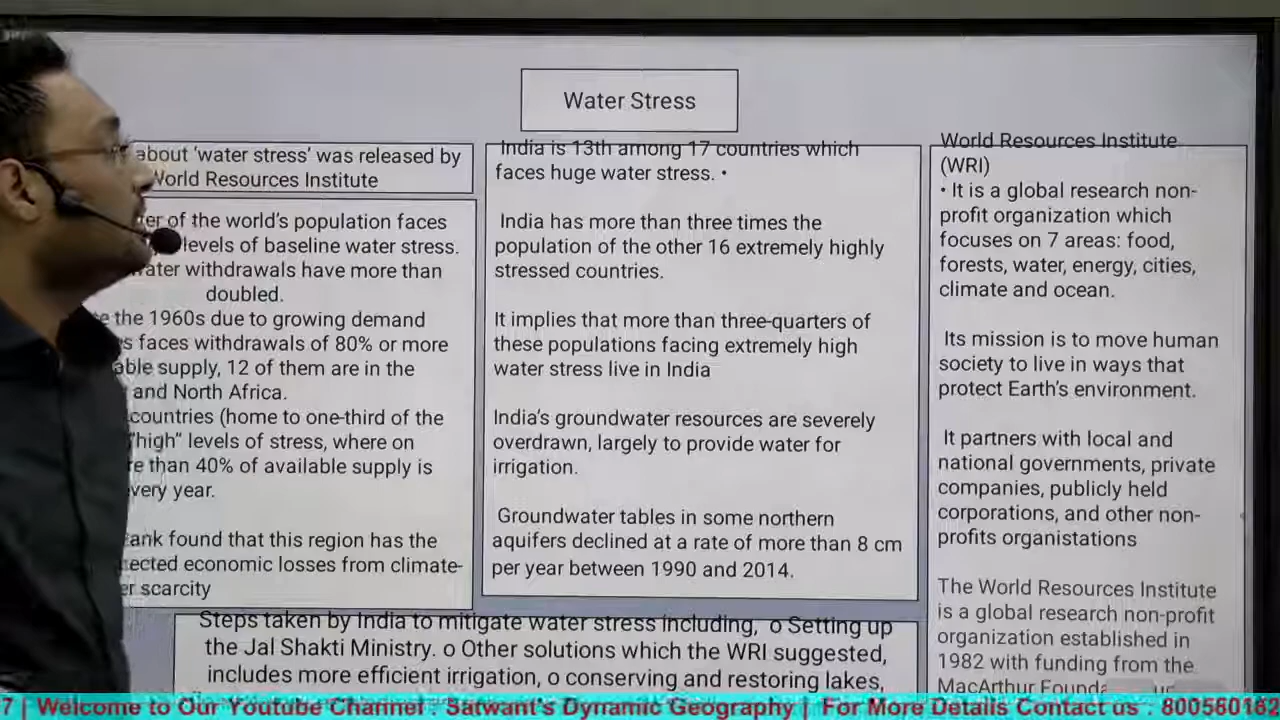 Water Stress
about 'water stress' was released by
World Resources Institute
of the world's population faces
levels of baseline water stress.
withdrawals have more than
doubled.
the 1960s due to growing demand
faces withdrawals of 80% or more
supply, 12 of them are in the
and North Africa.
countries (home to one-third of the
"high" levels of stress, where on
than 40% of available supply is
every year.
found that this region has the
economic losses from climate-
scarcity
India is 13th among 17 countries which
faces huge water stress. •
India has more than three times the
population of the other 16 extremely highly
stressed countries.
It implies that more than three-quarters of
these populations facing extremely high
water stress live in India
India's groundwater resources are severely
overdrawn, largely to provide water for
irrigation.
Groundwater tables in some northern
aquifers declined at a rate of more than 8 cm
per year between 1990 and 2014.
World Resources Institute
(WRI)
• It is a global research non-
profit organization which
focuses on 7 areas: food,
forests, water, energy, cities,
climate and ocean.
Its mission is to move human
society to live in ways that
protect Earth's environment.
It partners with local and
national governments, private
companies, publicly held
corporations, and other non-
profits organistations
The World Resources Institute
is a global research non-profit
organization established in
1982 with funding from the
MacArthur
Steps taken by India to mitigate water stress including, o Setting up
the Jal Shakti Ministry. o Other solutions which the WRI suggested,
includes more efficient irrigation, o conserving and restoring lakes,
7 | Welcome to Our Youtube Channel : Satwant's Dynamic Geography | For More Details Contact us : 800560162